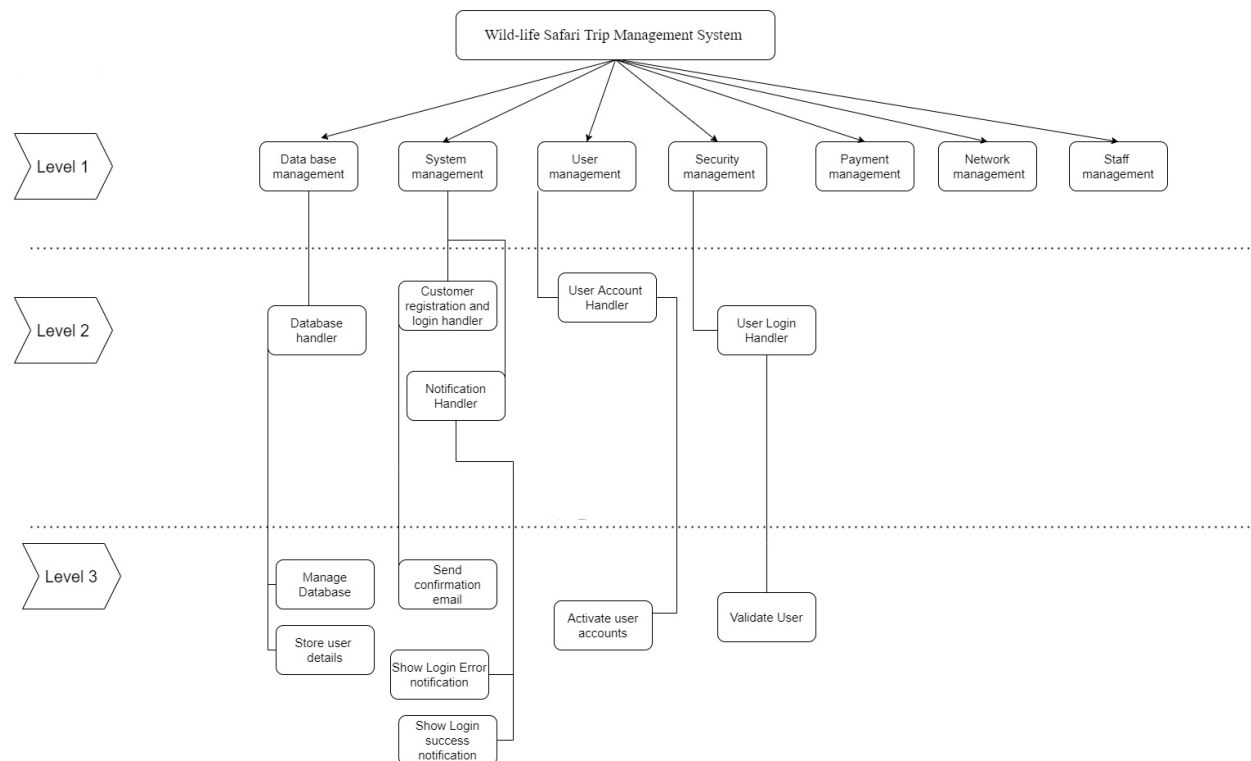 Wild-life Safari Trip Management System
Level 1
Data base
management
System
management
User
management
Security
management
Payment
management
Network
management
Staff
management
Level 2
Database
handler
Customer
registration and
login handler
Notification
Handler
User Account
Handler
User Login
Handler
Level 3
Manage
Database
Store user
details
Send
confirmation
email
Show Login Error
notification
Show Login
success
notification
Activate user
accounts
Validate User